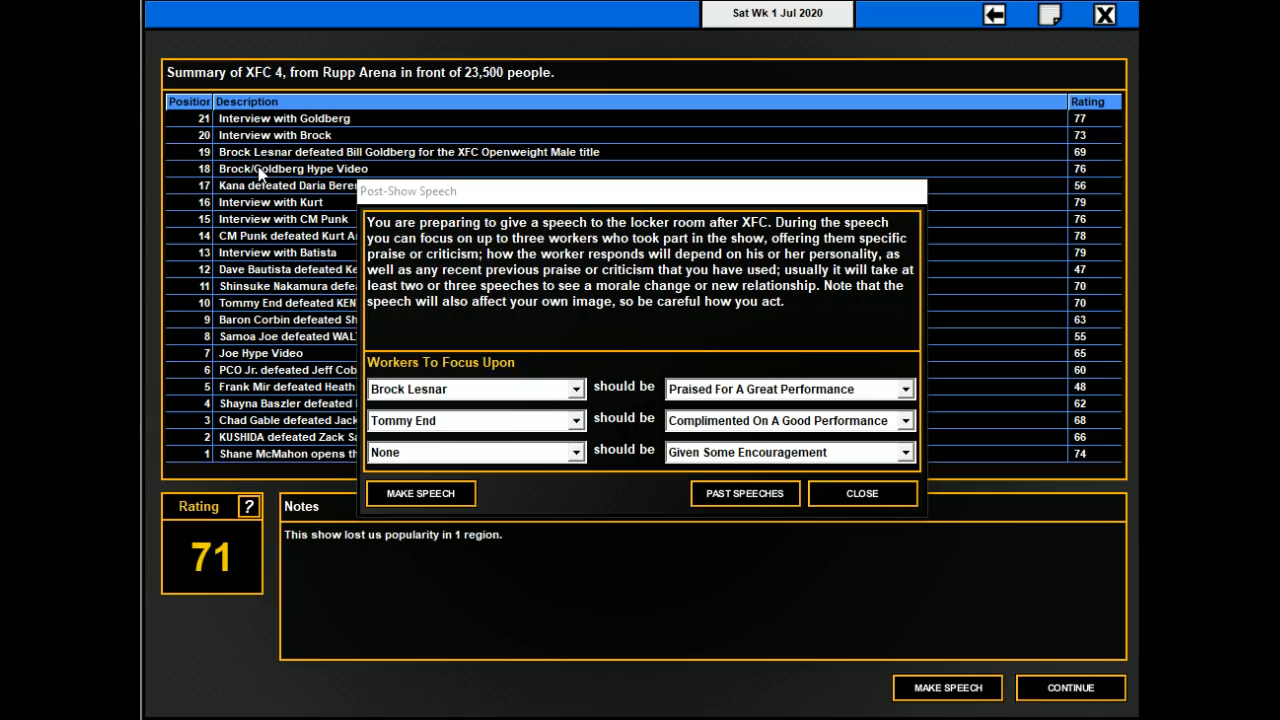 Sat Wk 1 Jul 2020
Summary of XFC 4, from Rupp Arena in front of 23,500 people.
Position Description Rating
21 Interview with Goldberg 77
20 Interview with Brock 73
19 Brock Lesnar defeated Bill Goldberg for the XFC Openweight Male title 69
18 Brock/Goldberg Hype Video 76
17 Kana defeated Daria Bere 56
16 Interview with Kurt 79
15 Interview with CM Punk 76
14 CM Punk defeated Kurt A 78
13 Interview with Batista 79
12 Dave Bautista defeated Ke 47
11 Shinsuke Nakamura defe 70
10 Tommy End defeated KEN 70
9 Baron Corbin defeated Sh 63
8 Samoa Joe defeated WAL 55
7 Joe Hype Video 65
6 PCO Jr. defeated Jeff Cob 60
5 Frank Mir defeated Heath 48
4 Shayna Baszler defeated 62
3 Chad Gable defeated Jack 68
2 KUSHIDA defeated Zack Sa 66
1 Shane McMahon opens th 74
Post-Show Speech
You are preparing to give a speech to the locker room after XFC. During the speech
you can focus on up to three workers who took part in the show, offering them specific
praise or criticism; how the worker responds will depend on his or her personality, as
well as any recent previous praise or criticism that you have used; usually it will take at
least two or three speeches to see a morale change or new relationship. Note that the
speech will also affect your own image, so be careful how you act.
Workers To Focus Upon
Brock Lesnar should be Praised For A Great Performance
Tommy End should be Complimented On A Good Performance
None should be Given Some Encouragement
MAKE SPEECH PAST SPEECHES CLOSE
Rating ? Notes
71
This show lost us popularity in 1 region.
MAKE SPEECH CONTINUE